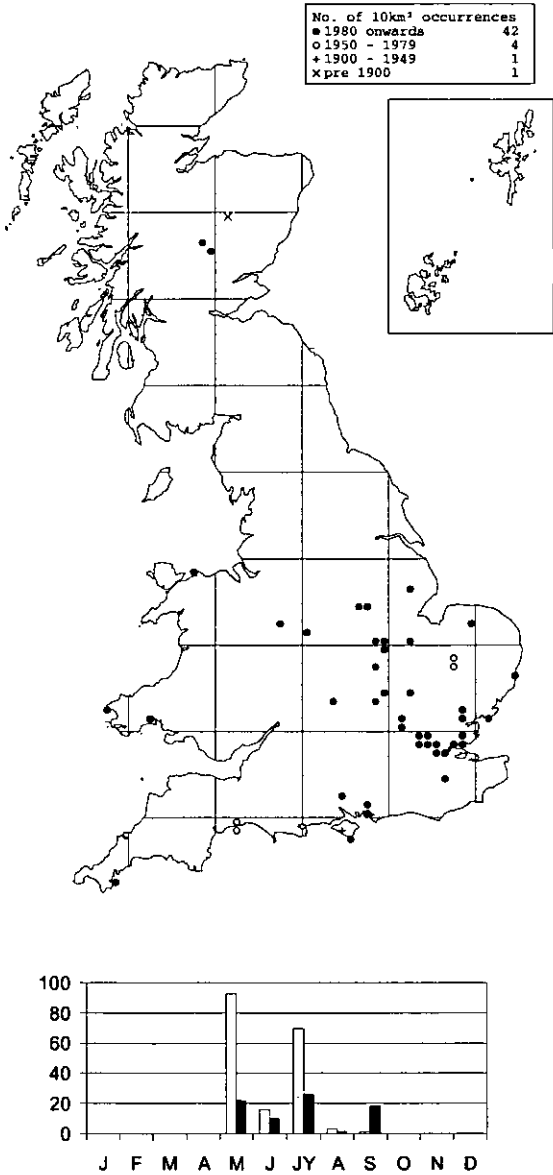 No. of 10km² occurrences
● 1980 onwards 42
○ 1950 - 1979 4
+ 1900 - 1949 1
× pre 1900 1
100
80
60
40
20
0
J F M A M J JY A S O N D